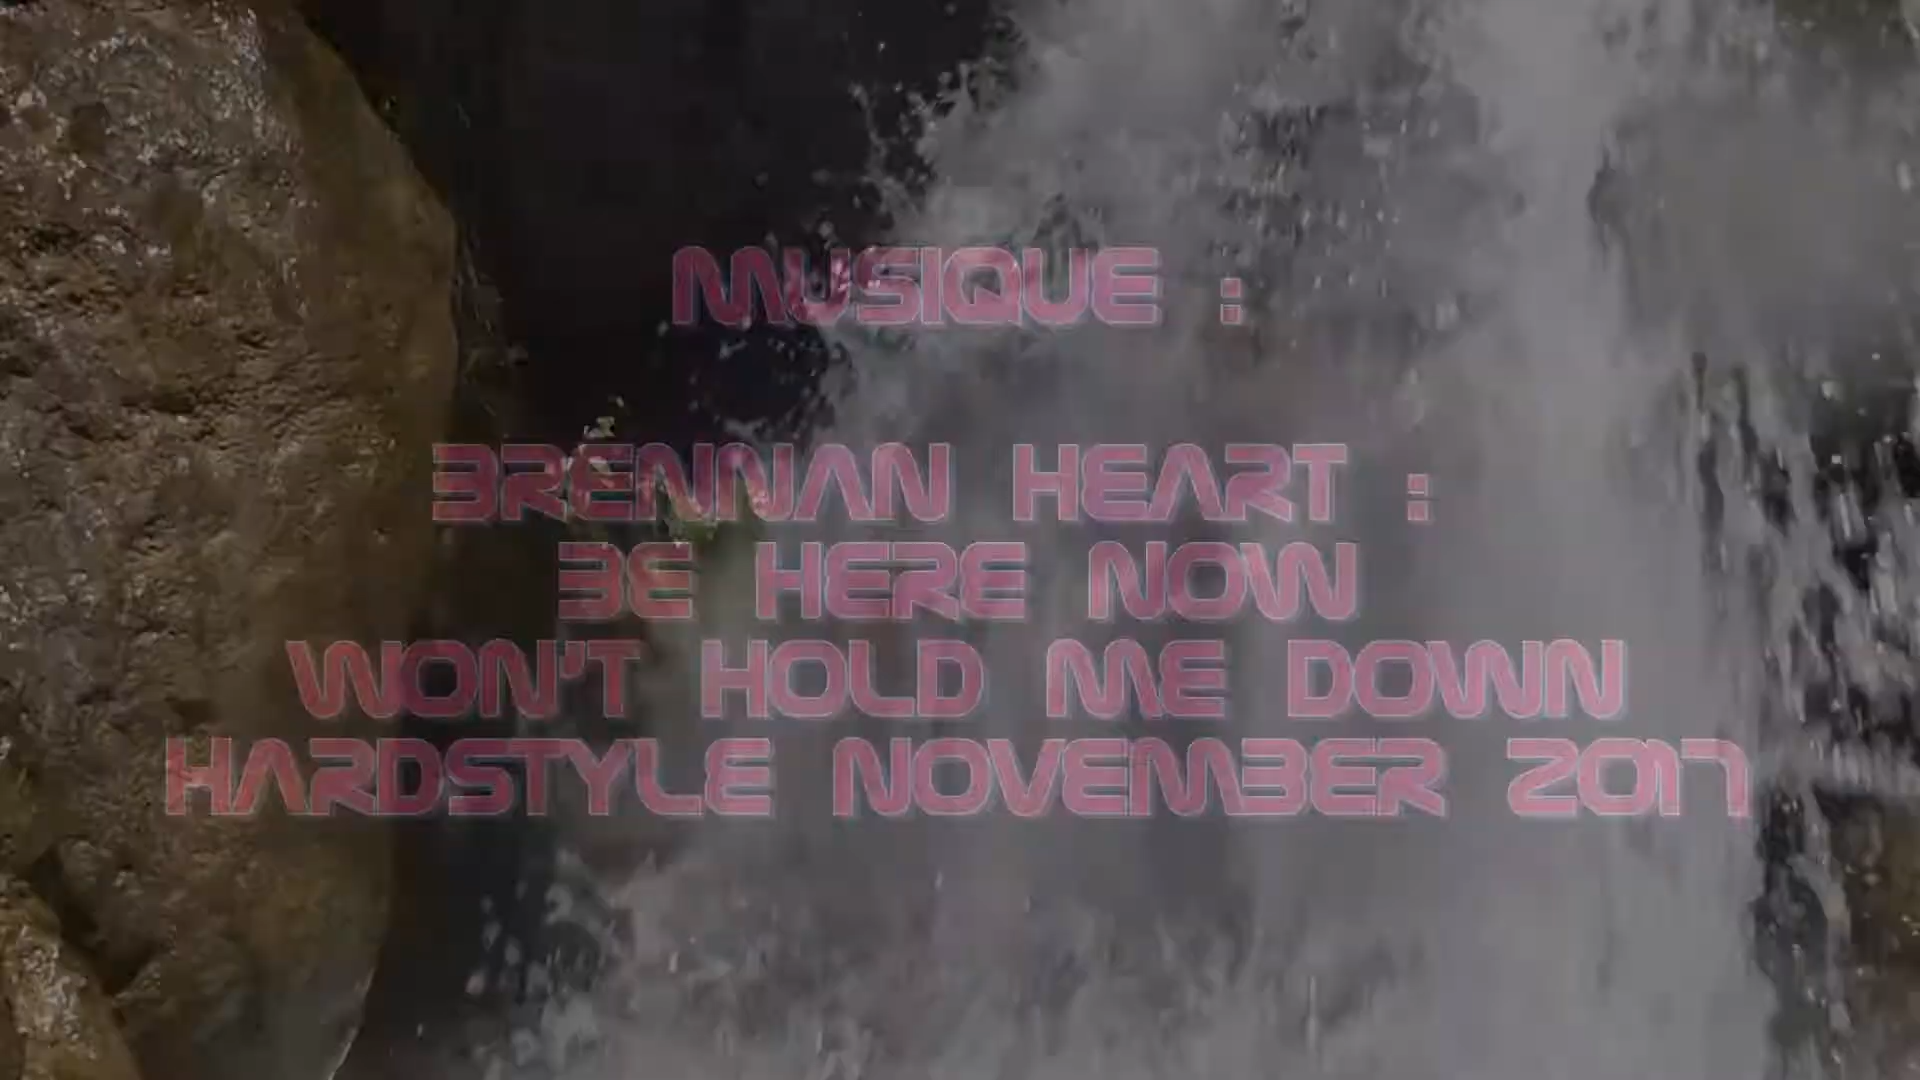 MUSIQUE :
BRENNAN HEART :
BE HERE NOW
WON'T HOLD ME DOWN
HARDSTYLE NOVEMBER 2017